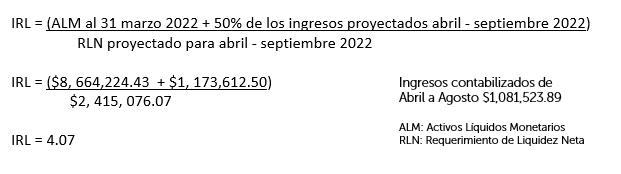 IRL = (ALM al 31 marzo 2022 + 50% de los ingresos proyectados abril - septiembre 2022)
RLN proyectado para abril - septiembre 2022
IRL = ($8, 664,224.43 + $1, 173,612.50)
$2, 415, 076.07
IRL = 4.07
Ingresos contabilizados de
Abril a Agosto $1,081,523.89
ALM: Activos Líquidos Monetarios
RLN: Requerimiento de Liquidez Neta